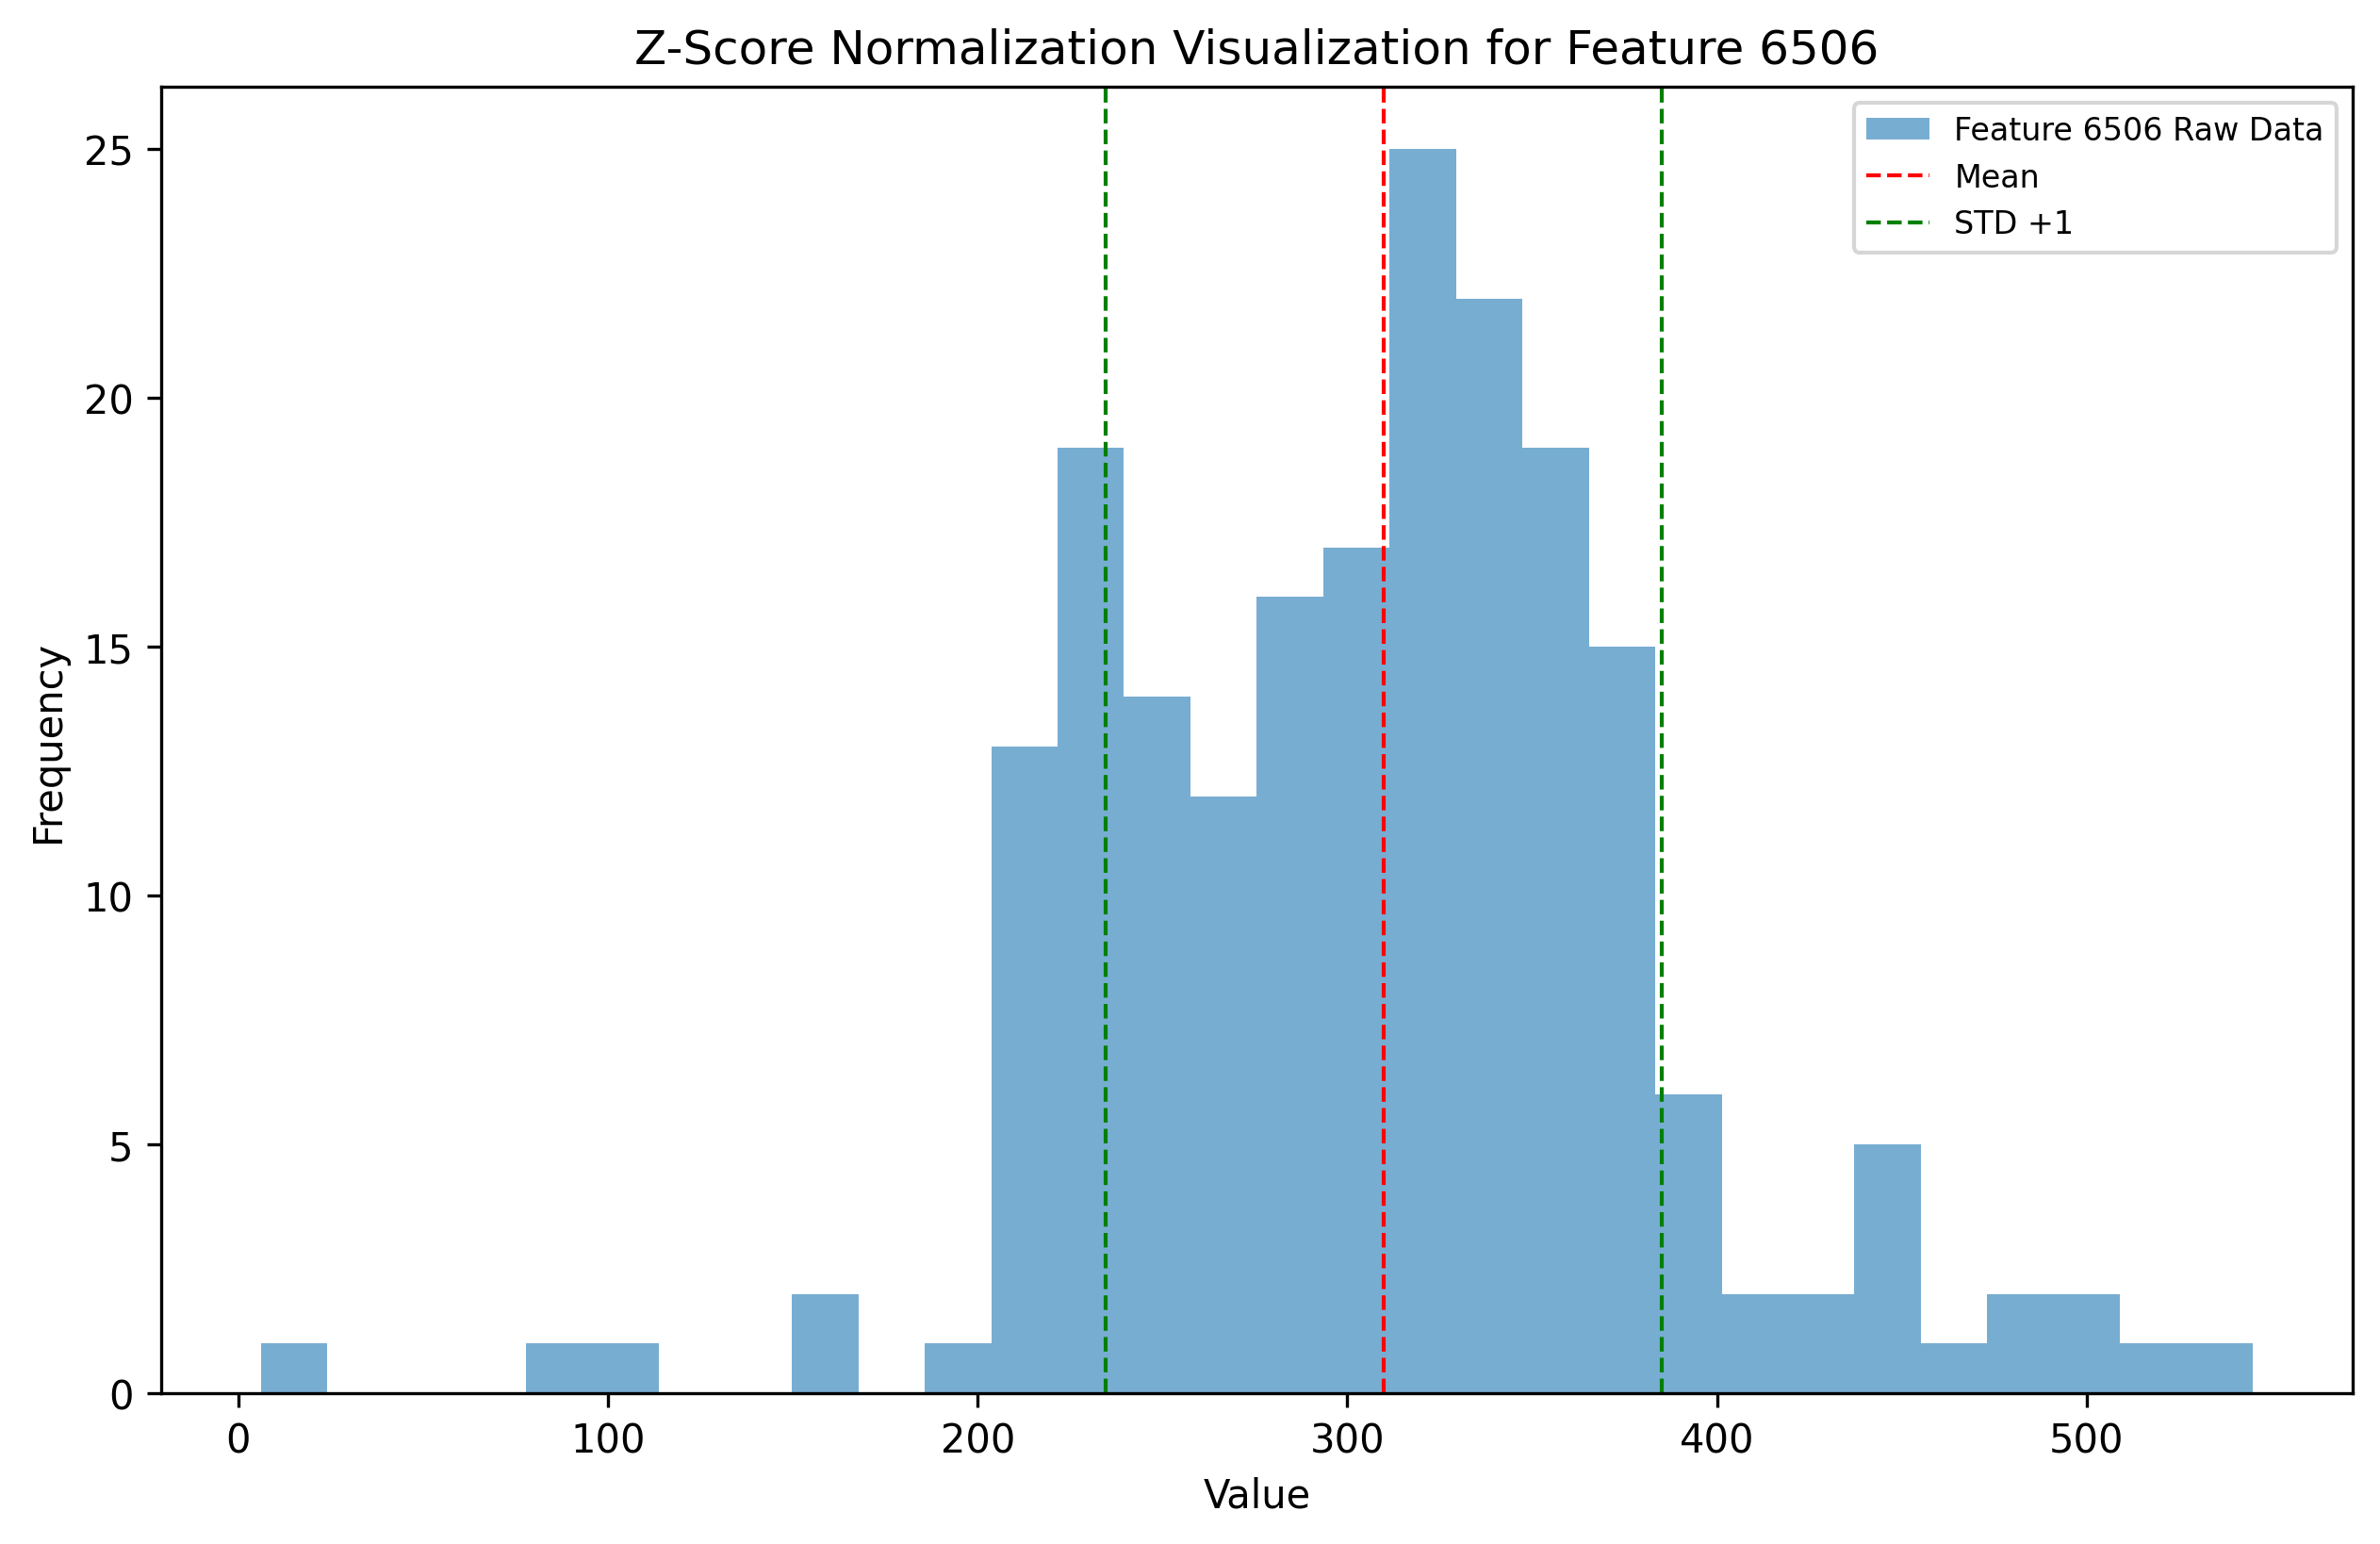 Z-Score Normalization Visualization for Feature 6506
Feature 6506 Raw Data
Mean
STD +1
25
20
15
10
5
0
Frequency
0 100 200 300 400 500
Value